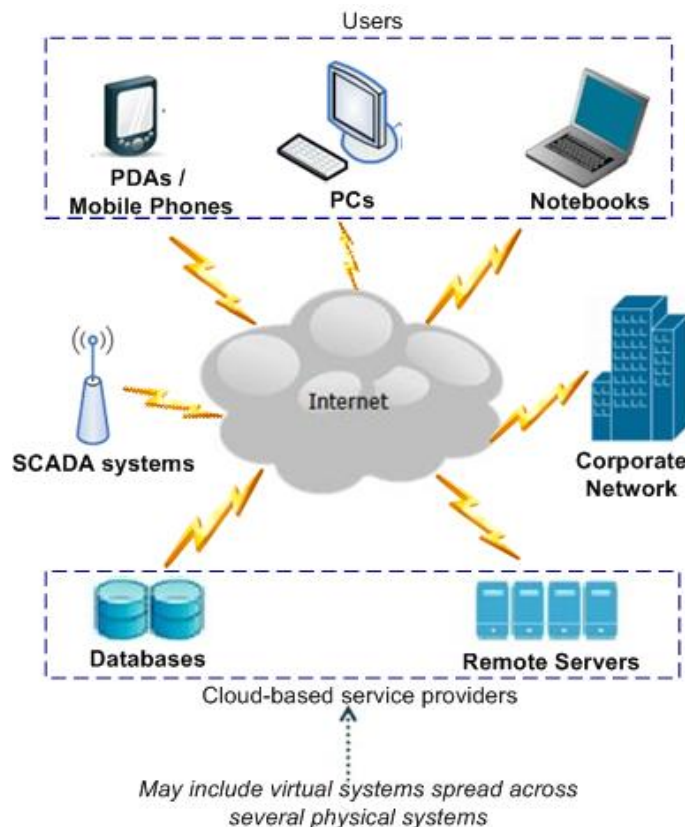 Users
PDAs /
Mobile Phones
PCs
Notebooks
Internet
SCADA systems
Corporate
Network
Databases
Remote Servers
Cloud-based service providers
May include virtual systems spread across
several physical systems